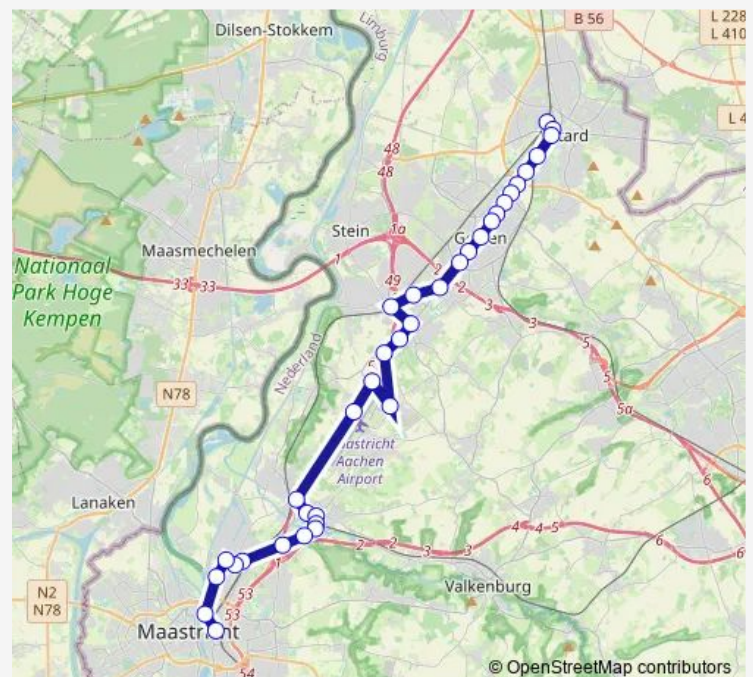 Dilsen-Stokkem
Limburg
B 56
L 228
L 410
L 4
48
48
Stein
1a
Maasmechelen
1
33
33
49
2
2
3
3
Nationaal
Park Hoge
Kempen
Nederland
5
5
5a
N78
Aachen
Airport
6
Lanaken
4
4
5
2
2
3
3
6
6
1
Valkenburg
53
53
N2
N78
54
© OpenStreetMap contributors